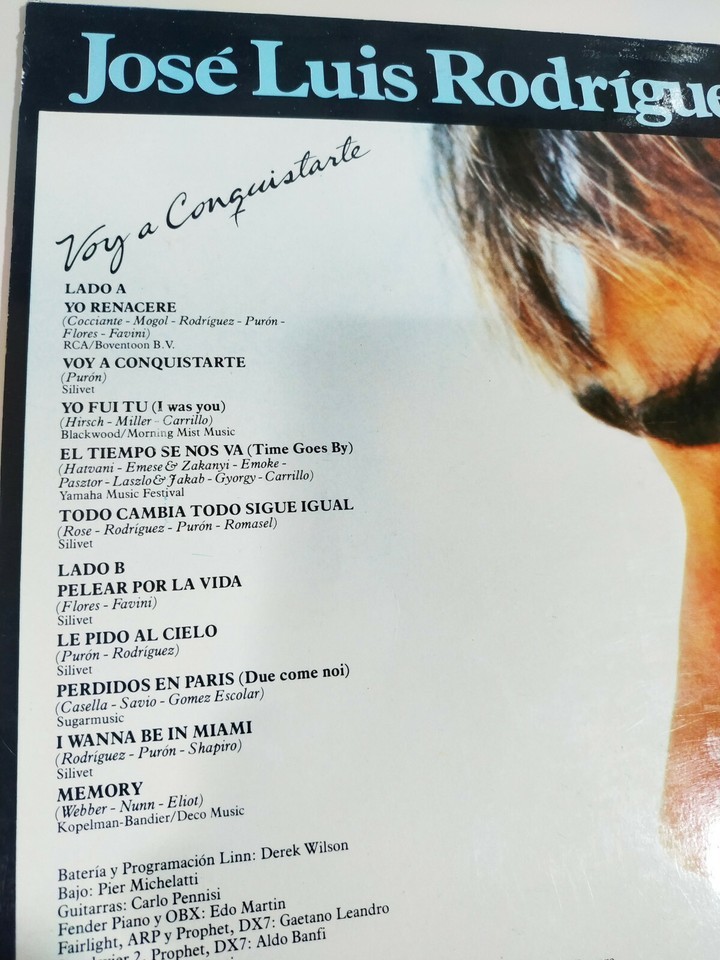 José Luis Rodrígue
Voy a Conquistarte
LADO A
YO RENACERE
(Cocciante - Mogol - Rodríguez - Purón -
Flores - Favini)
RCA/Boventoon B.V.
VOY A CONQUISTARTE
(Purón)
Silivet
YO FUI TU (I was you)
(Hirsch - Miller - Carrillo)
Blackwood/Morning Mist Music
EL TIEMPO SE NOS VA (Time Goes By)
(Hatvani - Emese & Zakanyi - Emoke -
Pasztor - Laszlo & Jakab - Gyorgy - Carrillo)
Yamaha Music Festival
TODO CAMBIA TODO SIGUE IGUAL
(Rose - Rodríguez - Purón - Romasel)
Silivet
LADO B
PELEAR POR LA VIDA
(Flores - Favini)
Silivet
LE PIDO AL CIELO
(Purón - Rodríguez)
Silivet
PERDIDOS EN PARIS (Due come noi)
(Casella - Savio - Gomez Escolar)
Sugarmusic
I WANNA BE IN MIAMI
(Rodríguez - Purón - Shapiro)
Silivet
MEMORY
(Webber - Nunn - Eliot)
Kopelman-Bandier/Deco Music
Batería y Programación Linn: Derek Wilson
Bajo: Pier Michelatti
Guitarras: Carlo Pennisi
Fender Piano y OBX: Edo Martin
Fairlight, ARP y Prophet, DX7: Gaetano Leandro
2, Prophet, DX7: Aldo Banfi